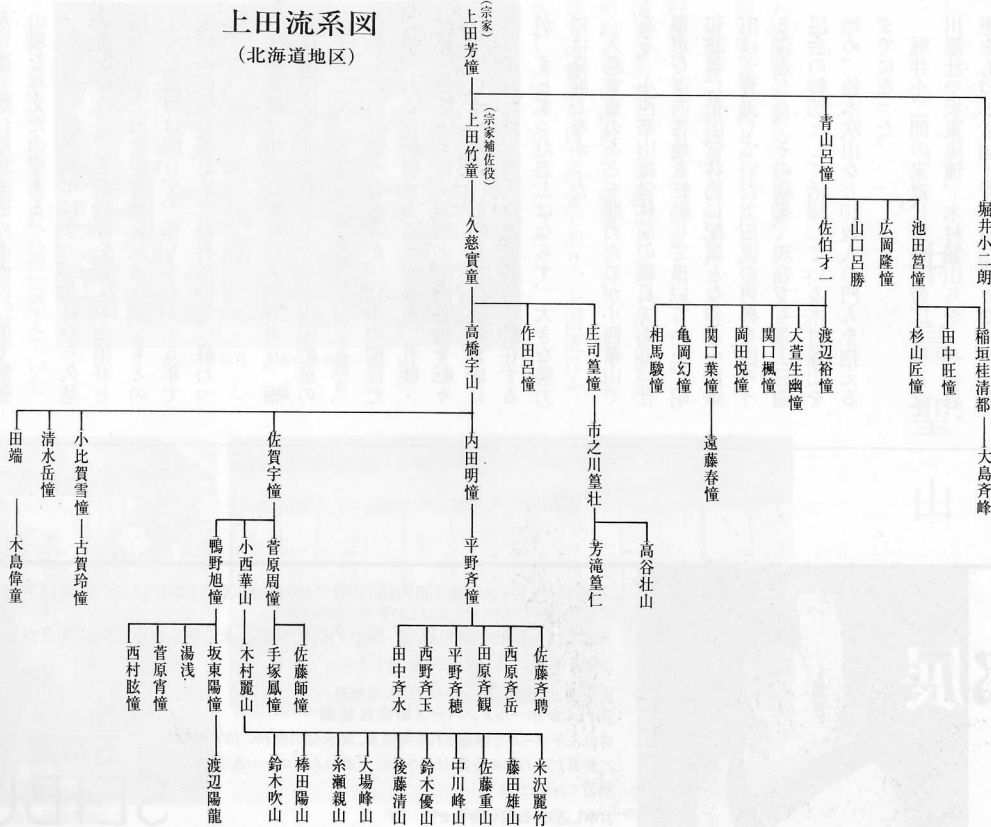 上田流系図
(北海道地区)
(宗家)
上田芳憧
(宗家補佐役)
上田竹童
堀井小二朗
青山呂憧
久慈實童
稲垣桂清都
大島斉峰
池田筥憧
広岡隆憧
山口呂勝
佐伯才一
田中旺憧
杉山匠憧
渡辺裕憧
大萱生幽憧
関口楓憧
岡田悦憧
関口葉憧
亀岡幻憧
相馬駿憧
遠藤春憧
庄司篁憧
作田呂憧
高橋宇山
市之川篁壮
高谷壮山
芳滝篁仁
内田明憧
佐賀宇憧
小比賀雪憧
清水岳憧
田端
平野斉憧
古賀玲憧
木島偉童
菅原周憧
小西華山
鴨野旭憧
佐藤斉聘
西原斉岳
田原斉観
平野斉穂
西野斉玉
田中斉水
佐藤師憧
手塚鳳憧
木村麗山
坂東陽憧
湯浅
菅原宵憧
西村眩憧
米沢麗竹
藤田雄山
佐藤重山
中川峰山
鈴木優山
後藤清山
大場峰山
糸瀬親山
棒田陽山
鈴木吹山
渡辺陽龍